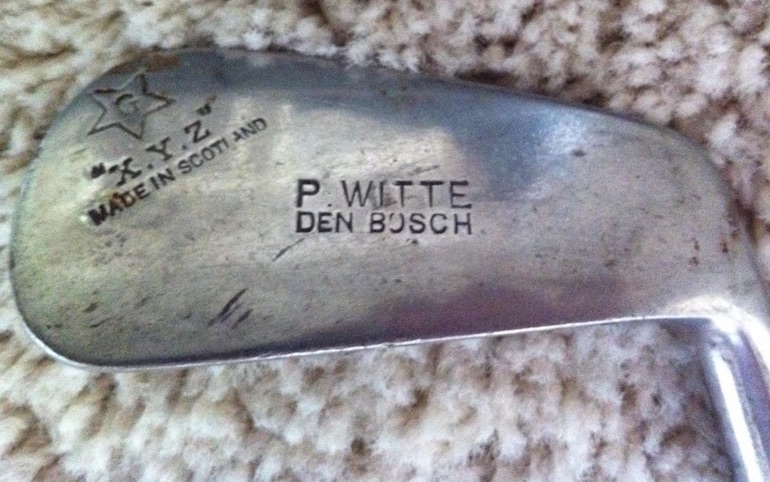 G
"X.Y.Z"
MADE IN SCOTLAND
P. WITTE
DEN BOSCH